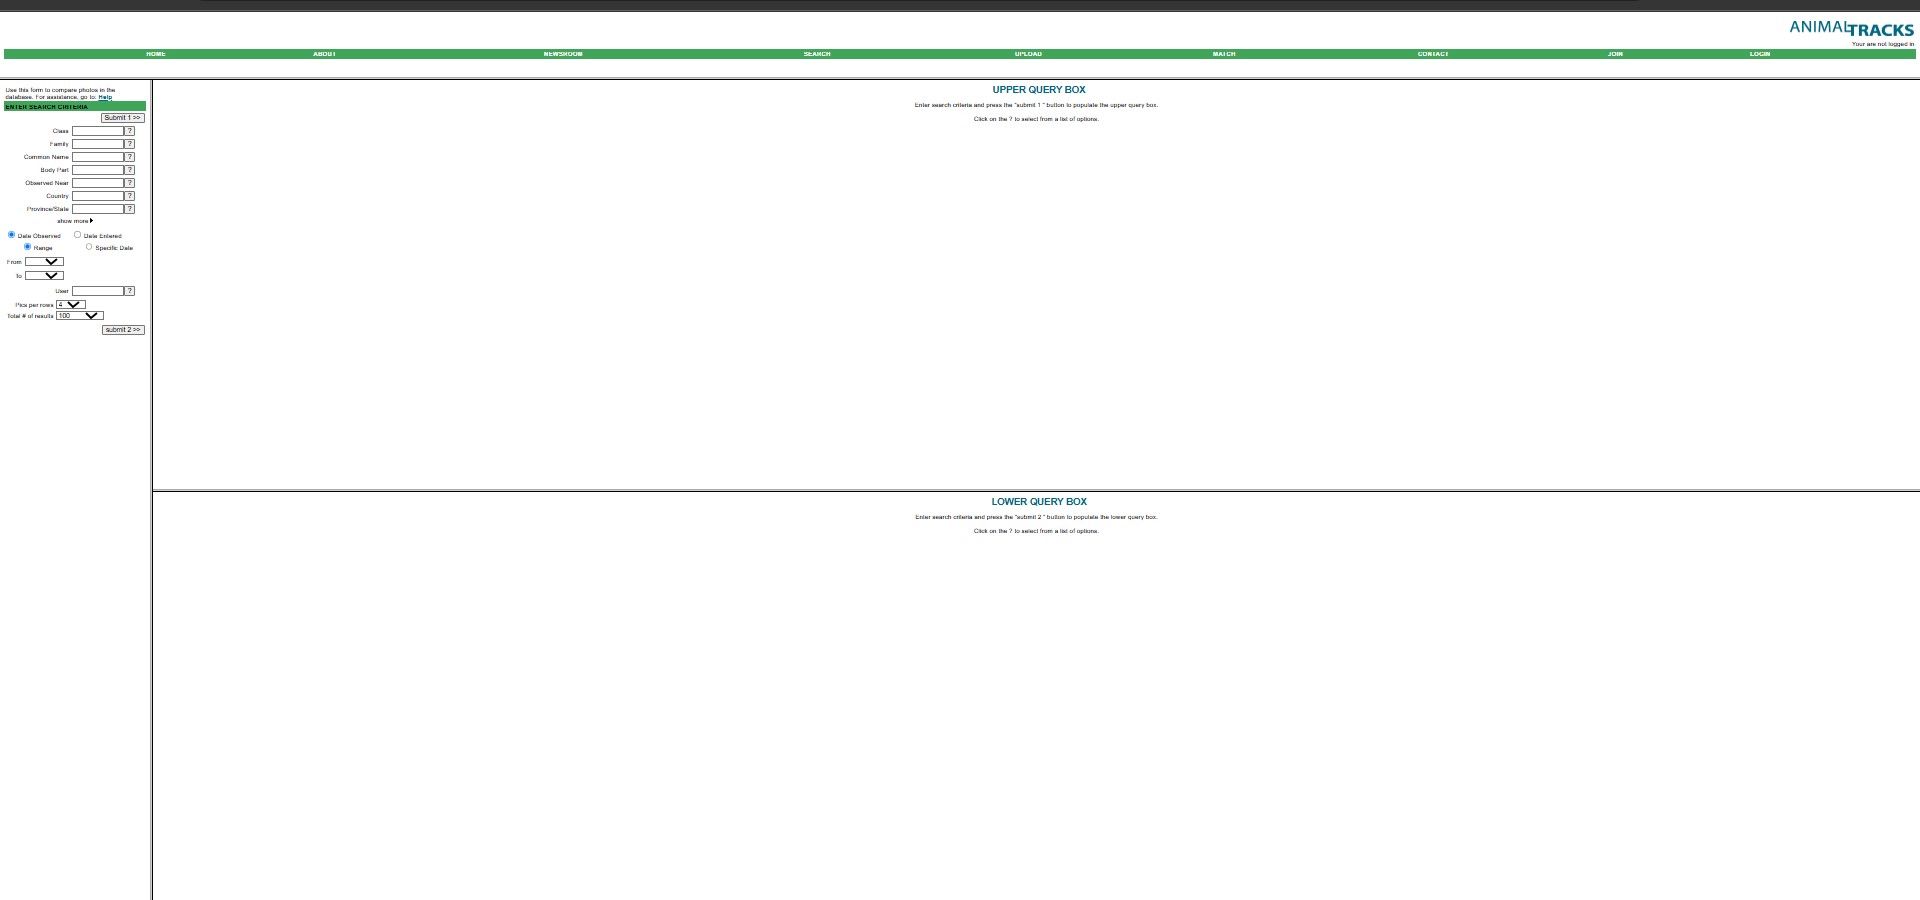 ANIMALTRACKS
Your are not logged in
HOME ABOUT NEWSROOM SEARCH UPLOAD MATCH CONTACT JOIN LOGIN
Use this form to compare photos in the
database. For assistance, go to: Help
ENTER SEARCH CRITERIA
Submit 1 >>
Class ?
Family ?
Common Name ?
Body Part ?
Observed Near ?
Country ?
Province/State ?
show more
Date Observed Date Entered
Range Specific Date
From
To
User ?
Pics per rows 4
Total # of results 100
submit 2 >>
UPPER QUERY BOX
Enter search criteria and press the "submit 1 " button to populate the upper query box.
Click on the ? to select from a list of options.
LOWER QUERY BOX
Enter search criteria and press the "submit 2 " button to populate the lower query box.
Click on the ? to select from a list of options.